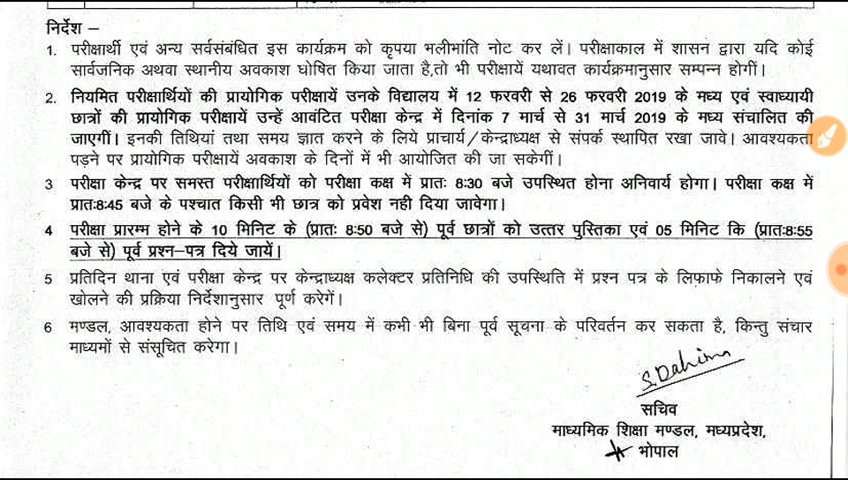 निर्देश –
1. परीक्षार्थी एवं अन्य सर्वसंबंधित इस कार्यक्रम को कृपया भलीभांति नोट कर लें। परीक्षाकाल में शासन द्वारा यदि कोई
सार्वजनिक अथवा स्थानीय अवकाश घोषित किया जाता है,तो भी परीक्षायें यथावत कार्यक्रमानुसार सम्पन्न होगीं।
2. नियमित परीक्षार्थियों की प्रायोगिक परीक्षायें उनके विद्यालय में 12 फरवरी से 26 फरवरी 2019 के मध्य एवं स्वाध्यायी
छात्रों की प्रायोगिक परीक्षायें उन्हें आवंटित परीक्षा केन्द्र में दिनांक 7 मार्च से 31 मार्च 2019 के मध्य संचालित की
जाएगीं। इनकी तिथियां तथा समय ज्ञात करने के लिये प्राचार्य/केन्द्राध्यक्ष से संपर्क स्थापित रखा जावे। आवश्यकता
पड़ने पर प्रायोगिक परीक्षायें अवकाश के दिनों में भी आयोजित की जा सकेगीं।
3 परीक्षा केन्द्र पर समस्त परीक्षार्थियों को परीक्षा कक्ष में प्रातः 8:30 बजे उपस्थित होना अनिवार्य होगा। परीक्षा कक्ष में
प्रातः8:45 बजे के पश्चात किसी भी छात्र को प्रवेश नही दिया जावेगा।
4 परीक्षा प्रारम्म होने के 10 मिनिट के (प्रातः 8:50 बजे से) पूर्व छात्रों को उत्तर पुस्तिका एवं 05 मिनिट कि (प्रातः8:55
बजे से) पूर्व प्रश्न–पत्र दिये जायें।
5 प्रतिदिन थाना एवं परीक्षा केन्द्र पर केन्द्राध्यक्ष कलेक्टर प्रतिनिधि की उपस्थिति में प्रश्न पत्र के लिफाफे निकालने एवं
खोलने की प्रक्रिया निर्देशानुसार पूर्ण करेगें।
6 मण्डल, आवश्यकता होने पर तिथि एवं समय में कभी भी बिना पूर्व सूचना के परिवर्तन कर सकता है, किन्तु संचार
माध्यमों से संसूचित करेगा।
S.Dahima
सचिव
माध्यमिक शिक्षा मण्डल, मध्यप्रदेश,
भोपाल